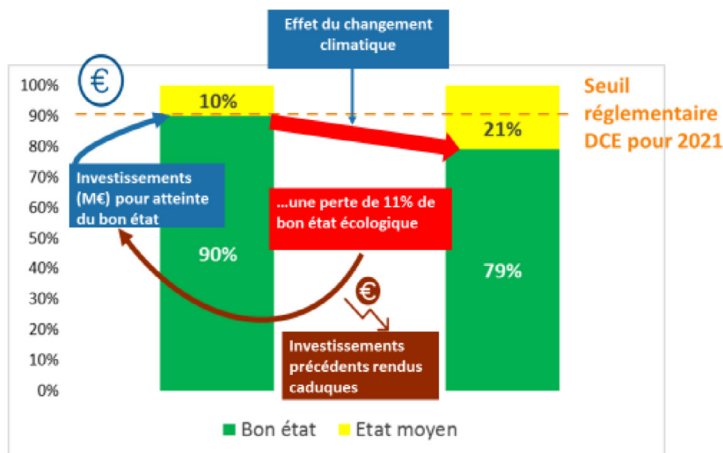 Effet du changement
climatique
€
100%
90%
80%
70%
60%
50%
40%
30%
20%
10%
0%
10%
21%
Seuil
réglementaire
DCE pour 2021
Investissements
(M€) pour atteinte
du bon état
...une perte de 11% de
bon état écologique
90%
79%
€
Investissements
précédents rendus
caduques
Bon état
Etat moyen